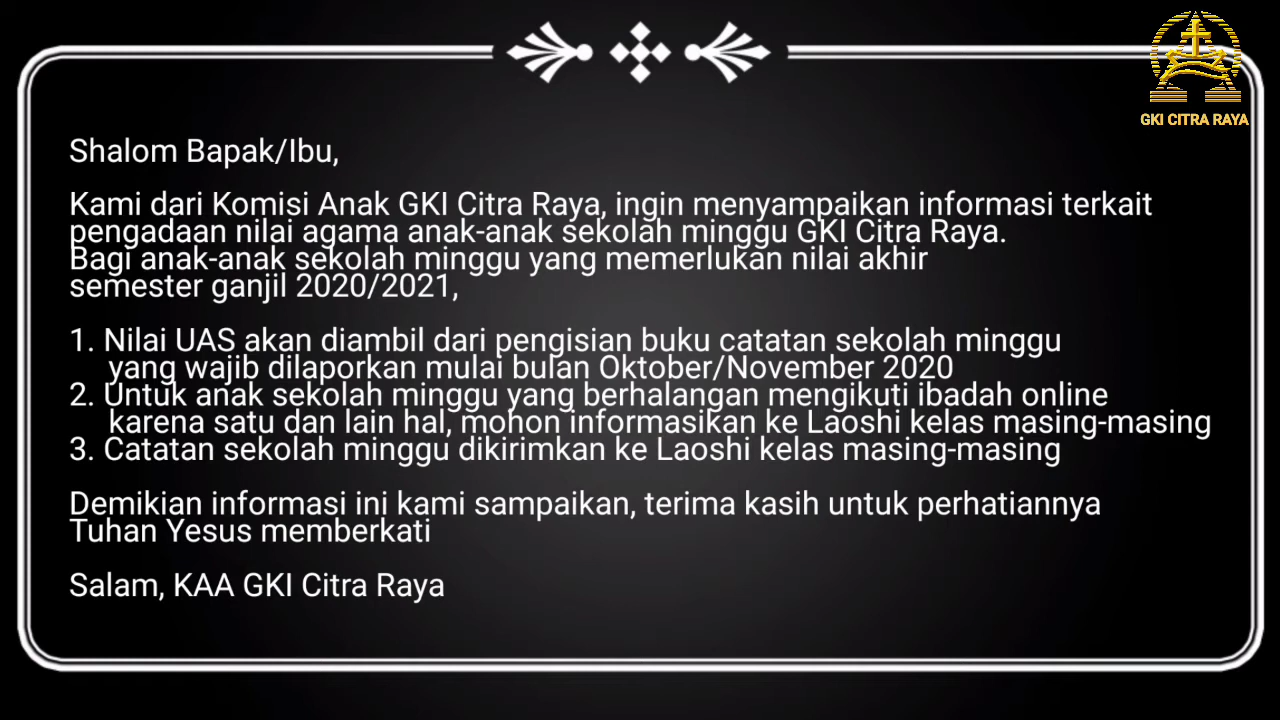 GKI CITRA RAYA
Shalom Bapak/Ibu,
Kami dari Komisi Anak GKI Citra Raya, ingin menyampaikan informasi terkait
pengadaan nilai agama anak-anak sekolah minggu GKI Citra Raya.
Bagi anak-anak sekolah minggu yang memerlukan nilai akhir
semester ganjil 2020/2021,
1. Nilai UAS akan diambil dari pengisian buku catatan sekolah minggu
yang wajib dilaporkan mulai bulan Oktober/November 2020
2. Untuk anak sekolah minggu yang berhalangan mengikuti ibadah online
karena satu dan lain hal, mohon informasikan ke Laoshi kelas masing-masing
3. Catatan sekolah minggu dikirimkan ke Laoshi kelas masing-masing
Demikian informasi ini kami sampaikan, terima kasih untuk perhatiannya
Tuhan Yesus memberkati
Salam, KAA GKI Citra Raya